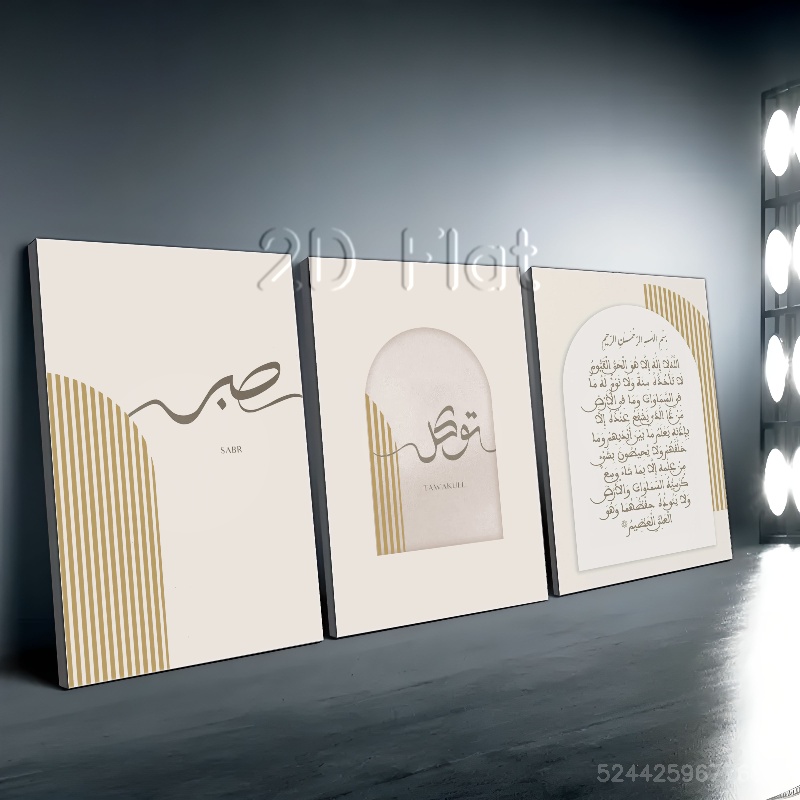 2D Flat
صبر
SABR
توكل
TAWAKULL
بسم الله الرحمن الرحيم
الله لا إله إلا هو الحي القيوم
لا تأخذه سنة ولا نوم له ما
في السماوات وما في الأرض
من ذا الذي يشفع عنده إلا
بإذنه يعلم ما بين أيديهم وما
خلفهم ولا يحيطون بشيء
من علمه إلا بما شاء وسع
كرسيه السماوات والأرض
ولا يئوده حفظهما وهو
العلي العظيم